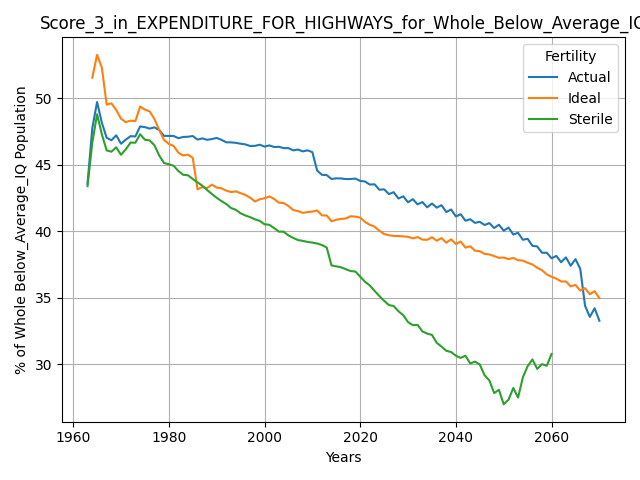 Score_3_in_EXPENDITURE_FOR_HIGHWAYS_for_Whole_Below_Average_IQ
Fertility
Actual
Ideal
Sterile
% of Whole Below_Average_IQ Population
50
45
40
35
30
1960 1980 2000 2020 2040 2060
Years